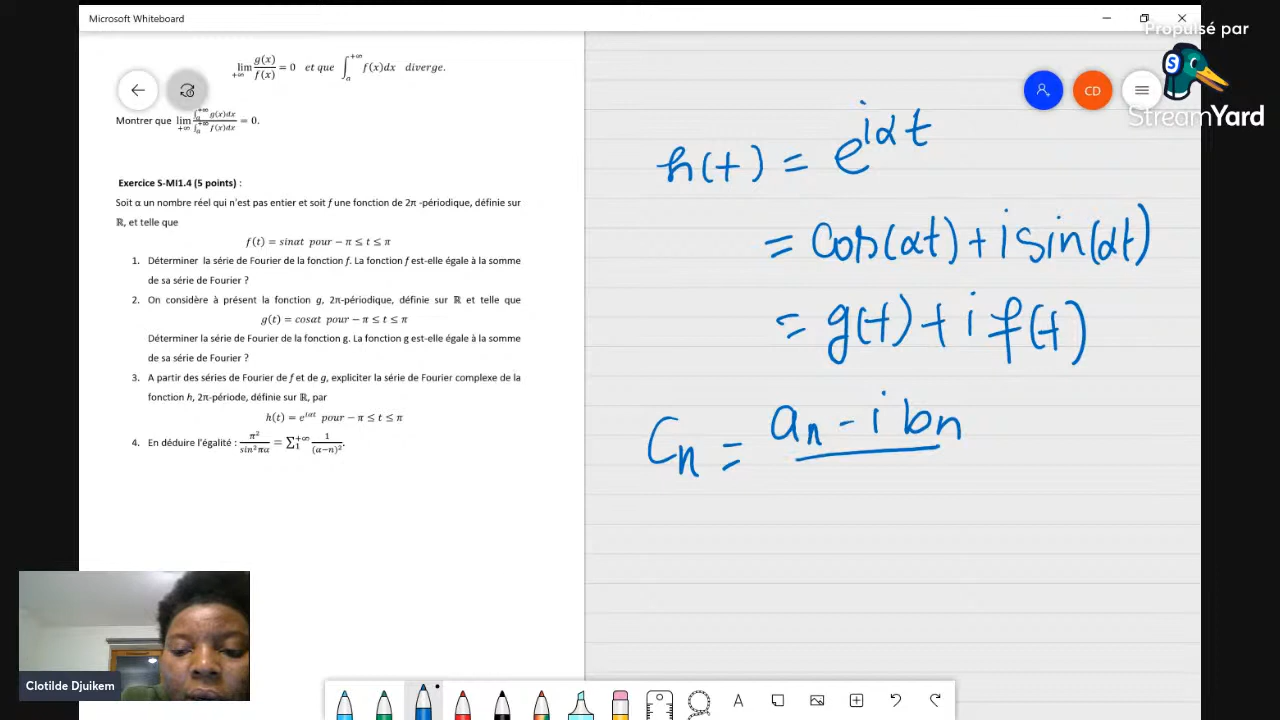 Microsoft Whiteboard
Propulsé par
StreamYard
CD
lim g(x)/f(x) = 0 et que ∫ₐ⁺∞ f(x)dx diverge.
+∞
Montrer que lim ∫ₐ⁺∞ g(x)dx / ∫ₐ⁺∞ f(x)dx = 0.
+∞
Exercice S-MI1.4 (5 points) :
Soit α un nombre réel qui n'est pas entier et soit f une fonction de 2π -périodique, définie sur
ℝ, et telle que
f(t) = sinαt pour − π ≤ t ≤ π
1. Déterminer la série de Fourier de la fonction f. La fonction f est-elle égale à la somme
de sa série de Fourier ?
2. On considère à présent la fonction g, 2π-périodique, définie sur ℝ et telle que
g(t) = cosαt pour − π ≤ t ≤ π
Déterminer la série de Fourier de la fonction g. La fonction g est-elle égale à la somme
de sa série de Fourier ?
3. A partir des séries de Fourier de f et de g, expliciter la série de Fourier complexe de la
fonction h, 2π-période, définie sur ℝ, par
h(t) = e^{iαt} pour − π ≤ t ≤ π
4. En déduire l'égalité : π²/sin²πα = ∑₁⁺∞ 1/(a−n)².
h(t) = e^{iαt}
= cos(αt) + i sin(αt)
= g(t) + i f(t)
Cn = an - i bn
Clotilde Djuikem
A